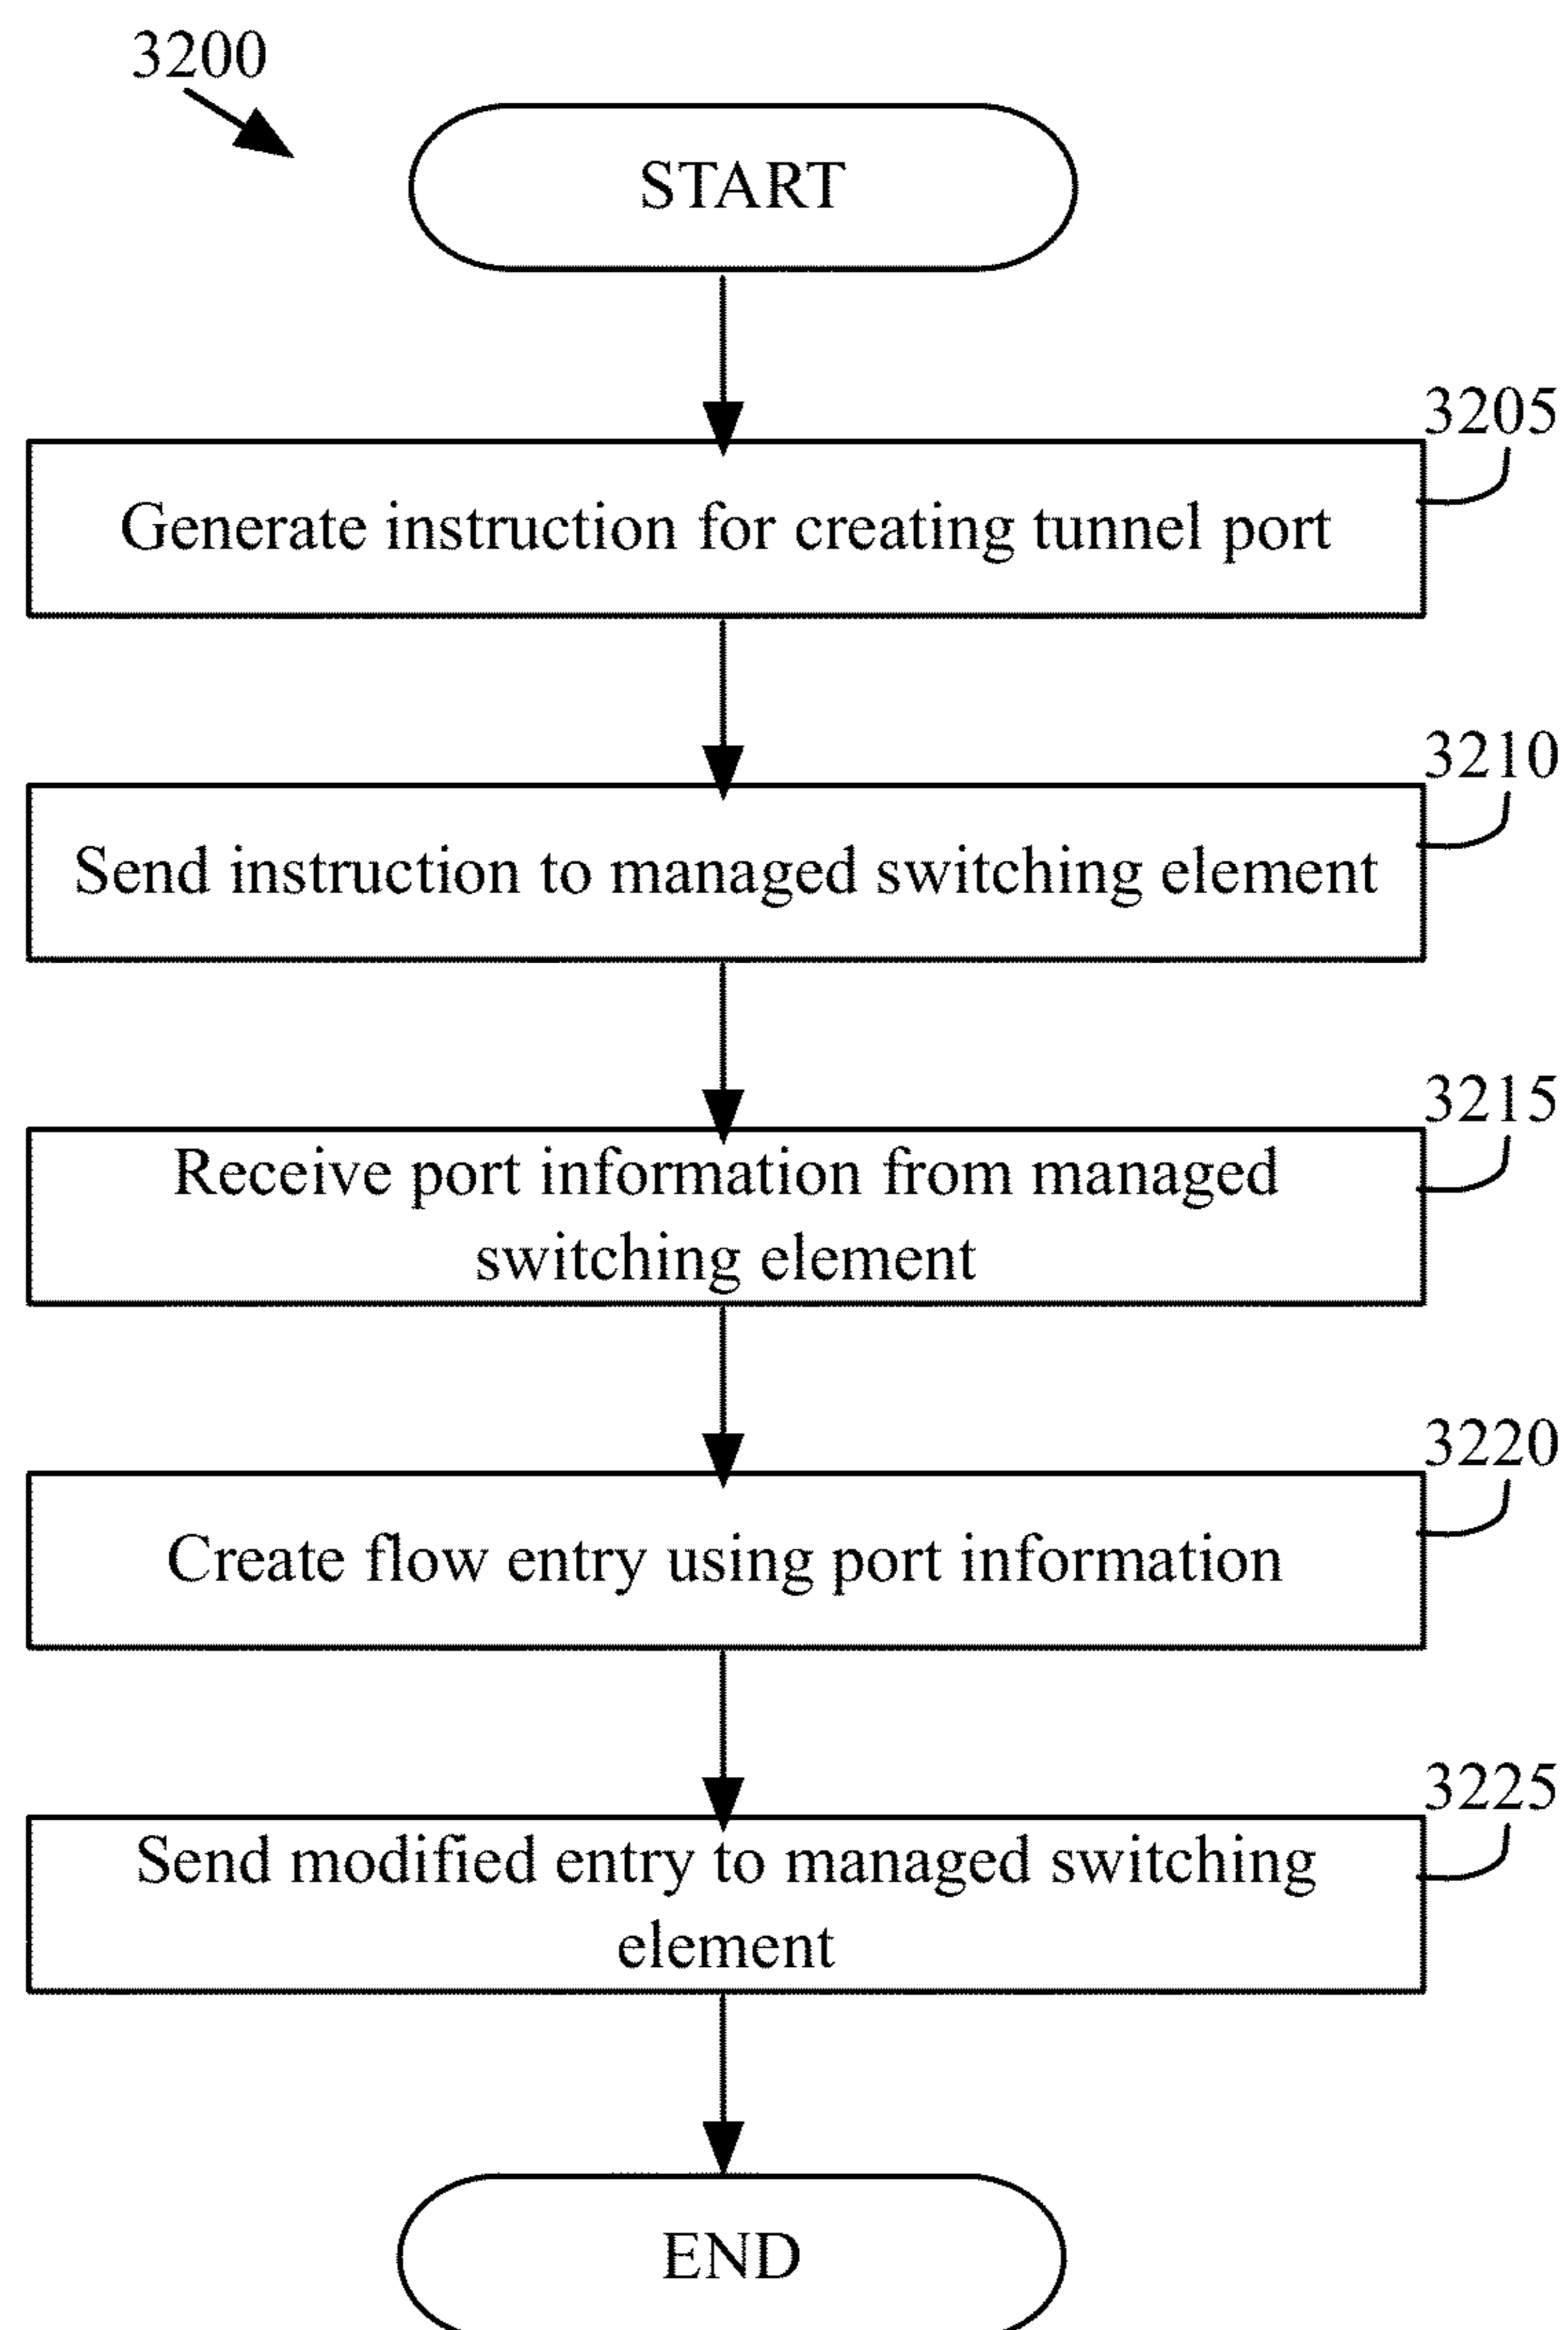 3200
START
3205
Generate instruction for creating tunnel port
3210
Send instruction to managed switching element
3215
Receive port information from managed
switching element
3220
Create flow entry using port information
3225
Send modified entry to managed switching
element
END